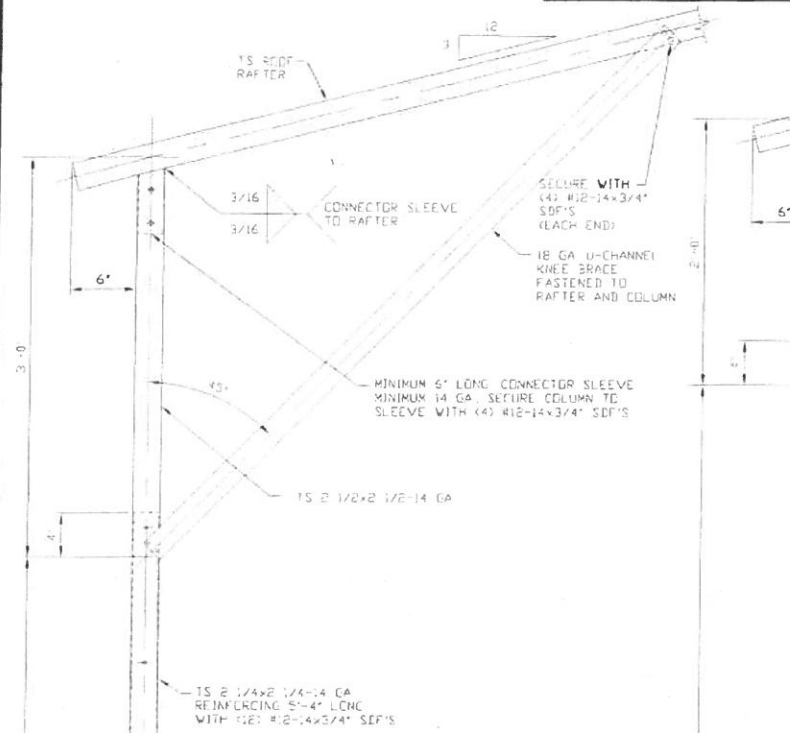 12
3
TS ROOF
RAFTER
3/16
3/16
CONNECTOR SLEEVE
TO RAFTER
SECURE WITH
(4) #12-14x3/4" SDF'S
(EACH END)
18 GA U-CHANNEL
KNEE BRACE
FASTENED TO
RAFTER AND COLUMN
6"
6"
MINIMUM 6" LONG CONNECTOR SLEEVE
MINIMUM 14 GA. SECURE COLUMN TO
SLEEVE WITH (4) #12-14x3/4" SDF'S
45°
TS 2 1/2x2 1/2-14 GA
4"
TS 2 1/4x2 1/4-14 GA
REINFORCING 5'-4" LONG
WITH (12) #12-14x3/4" SDF'S